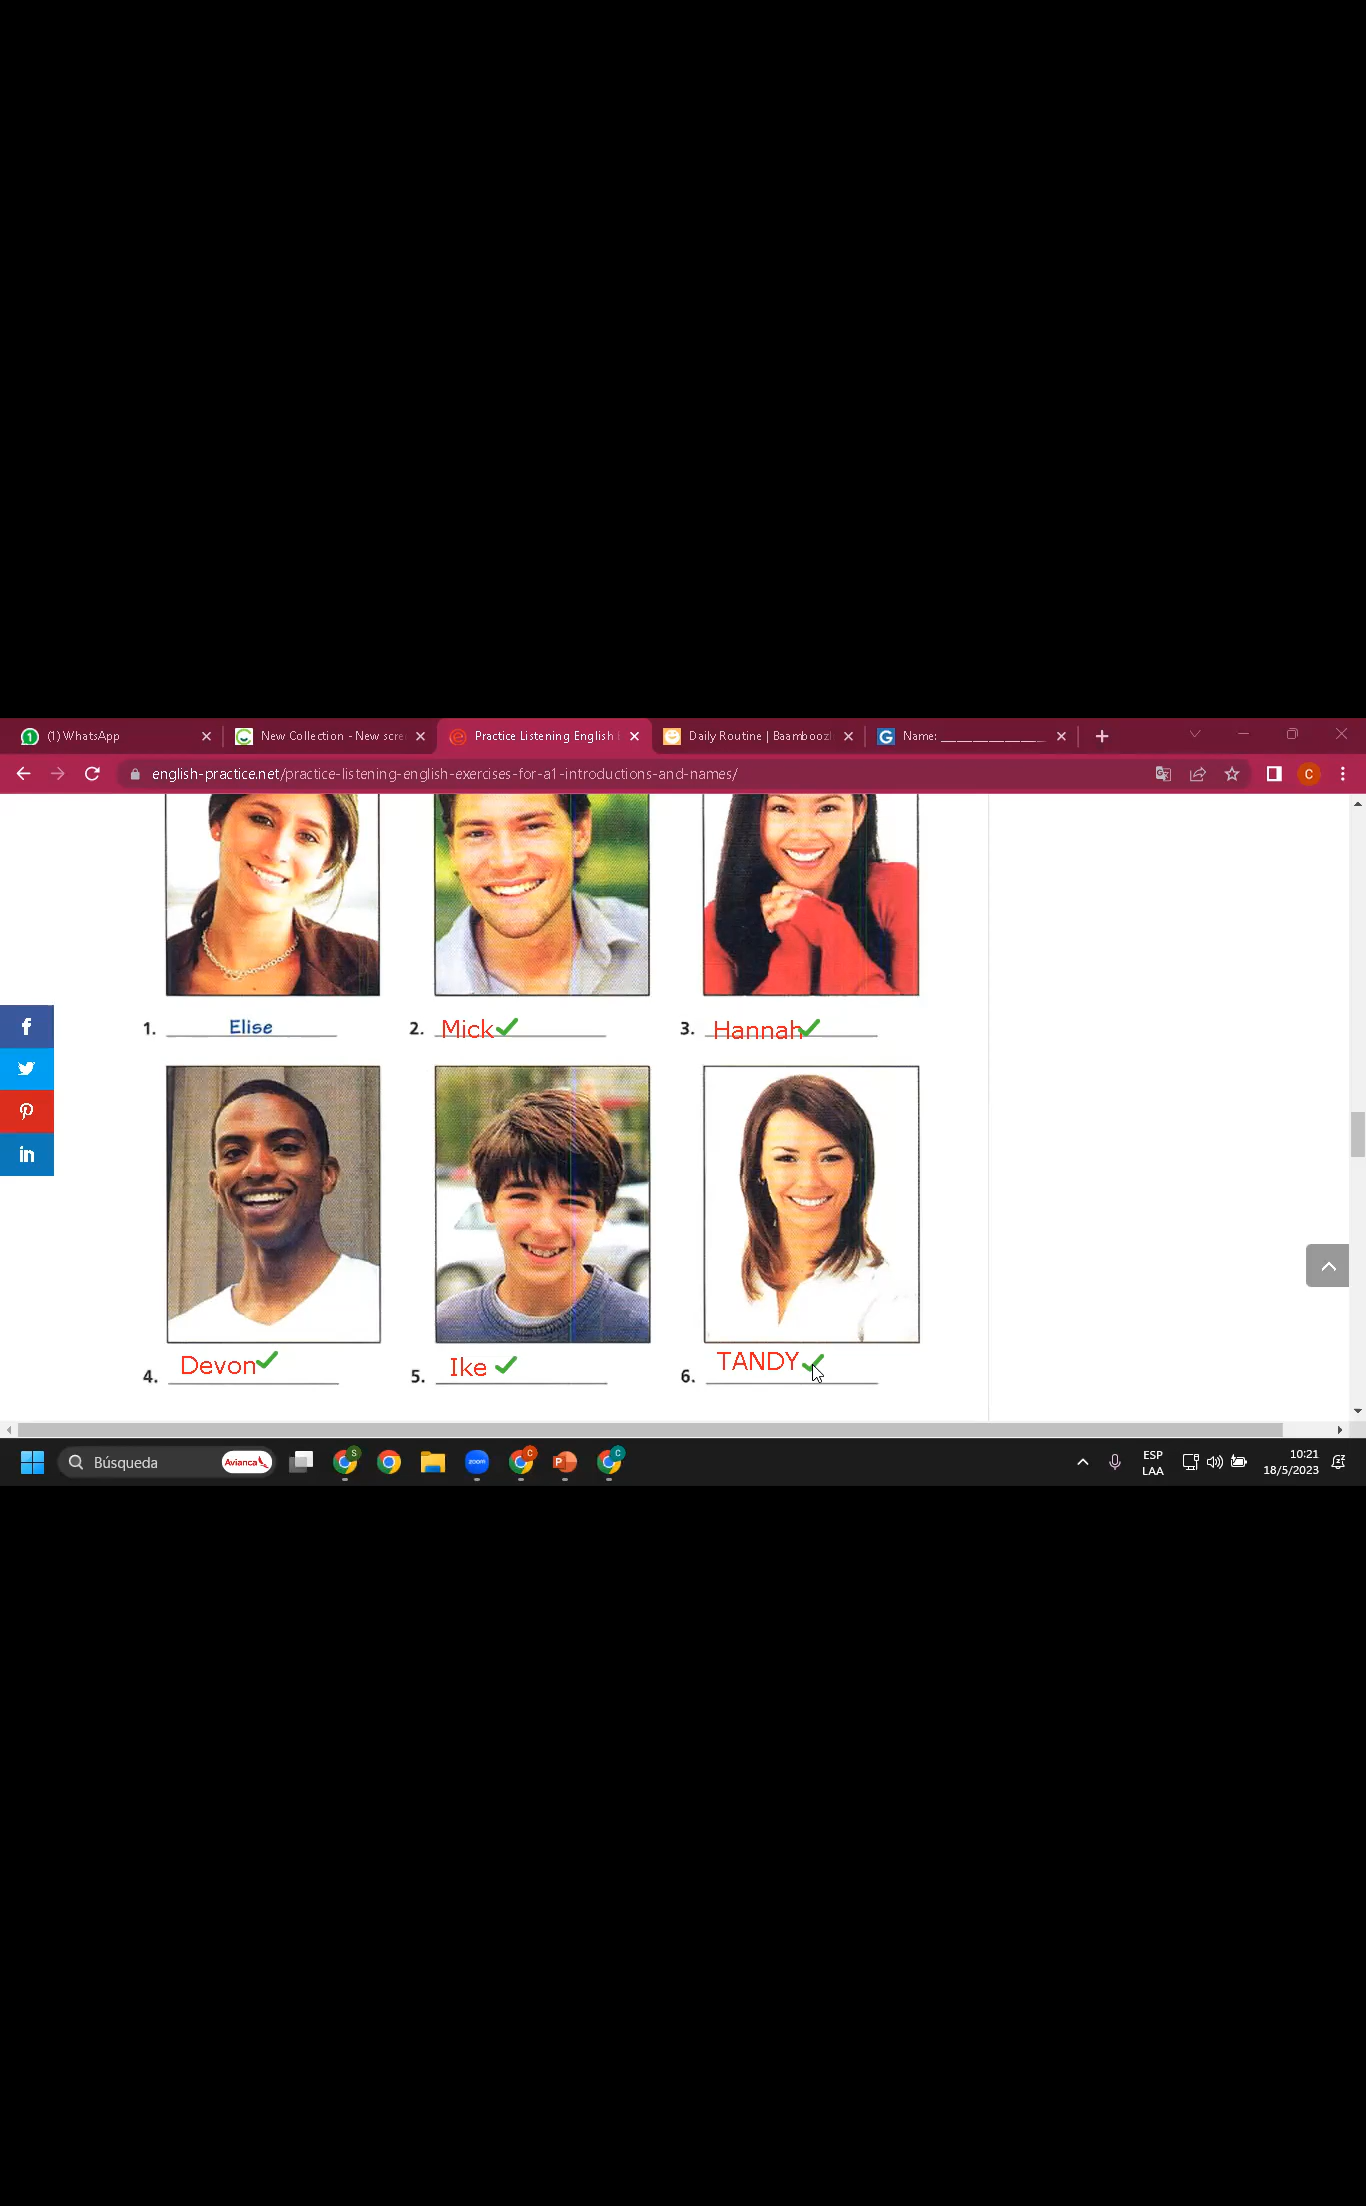 (1) WhatsApp
New Collection - New scre
Practice Listening English
Daily Routine | Baambooz
Name: ___________________
english-practice.net/practice-listening-english-exercises-for-a1-introductions-and-names/
1. Elise
2. Mick
3. Hannah
4. Devon
5. Ike
6. TANDY
Búsqueda
Avianca
zoom
ESP
LAA
10:21
18/5/2023